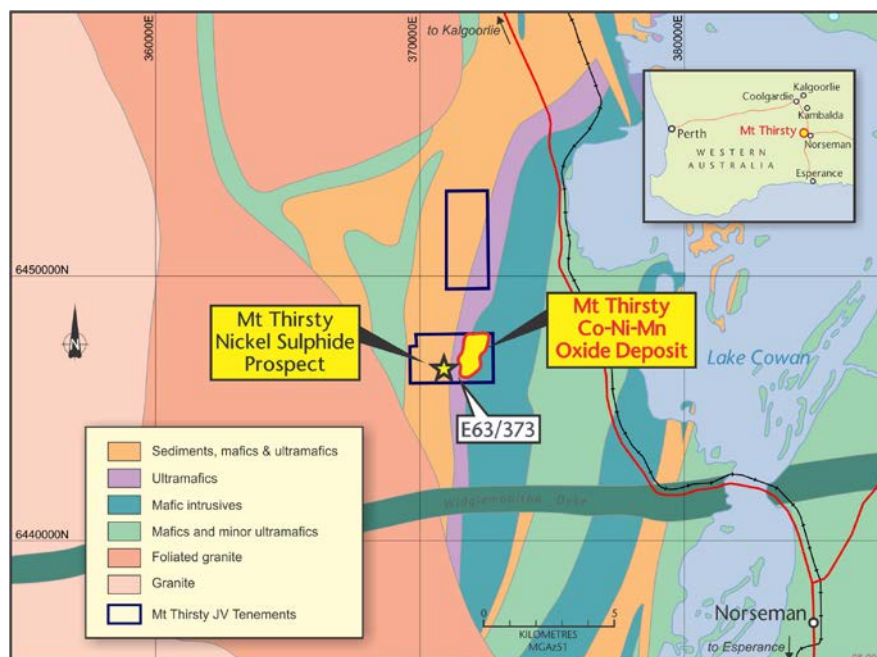 360000E
370000E
380000E
to Kalgoorlie
Kalgoorlie
Coolgardie
Kambalda
Mt Thirsty
Perth
Norseman
WESTERN
AUSTRALIA
Esperance
6450000N
N
Mt Thirsty
Nickel Sulphide
Prospect
Mt Thirsty
Co-Ni-Mn
Oxide Deposit
Lake Cowan
E63/373
Sediments, mafics & ultramafics
Ultramafics
Mafic intrusives
Mafics and minor ultramafics
Foliated granite
Granite
Mt Thirsty JV Tenements
Widgiemooltha Dyke
6440000N
0
5
KILOMETRES
MGAz51
Norseman
to Esperance